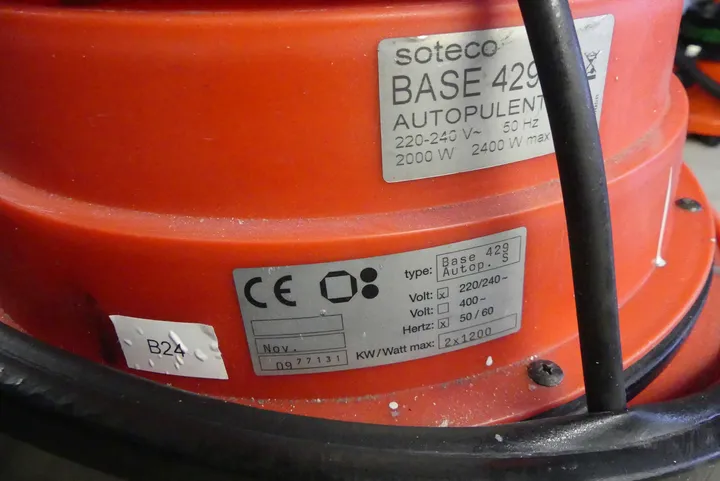 soteco
BASE 429
AUTOPULENT
220-240 V~ 50 Hz
2000 W 2400 W max
CE
type: Base 429
Autop. S
Volt: x 220/240~
Volt: 400~
Hertz: x 50/60
KW/Watt max: 2x1200
Nov.
D977131
B24